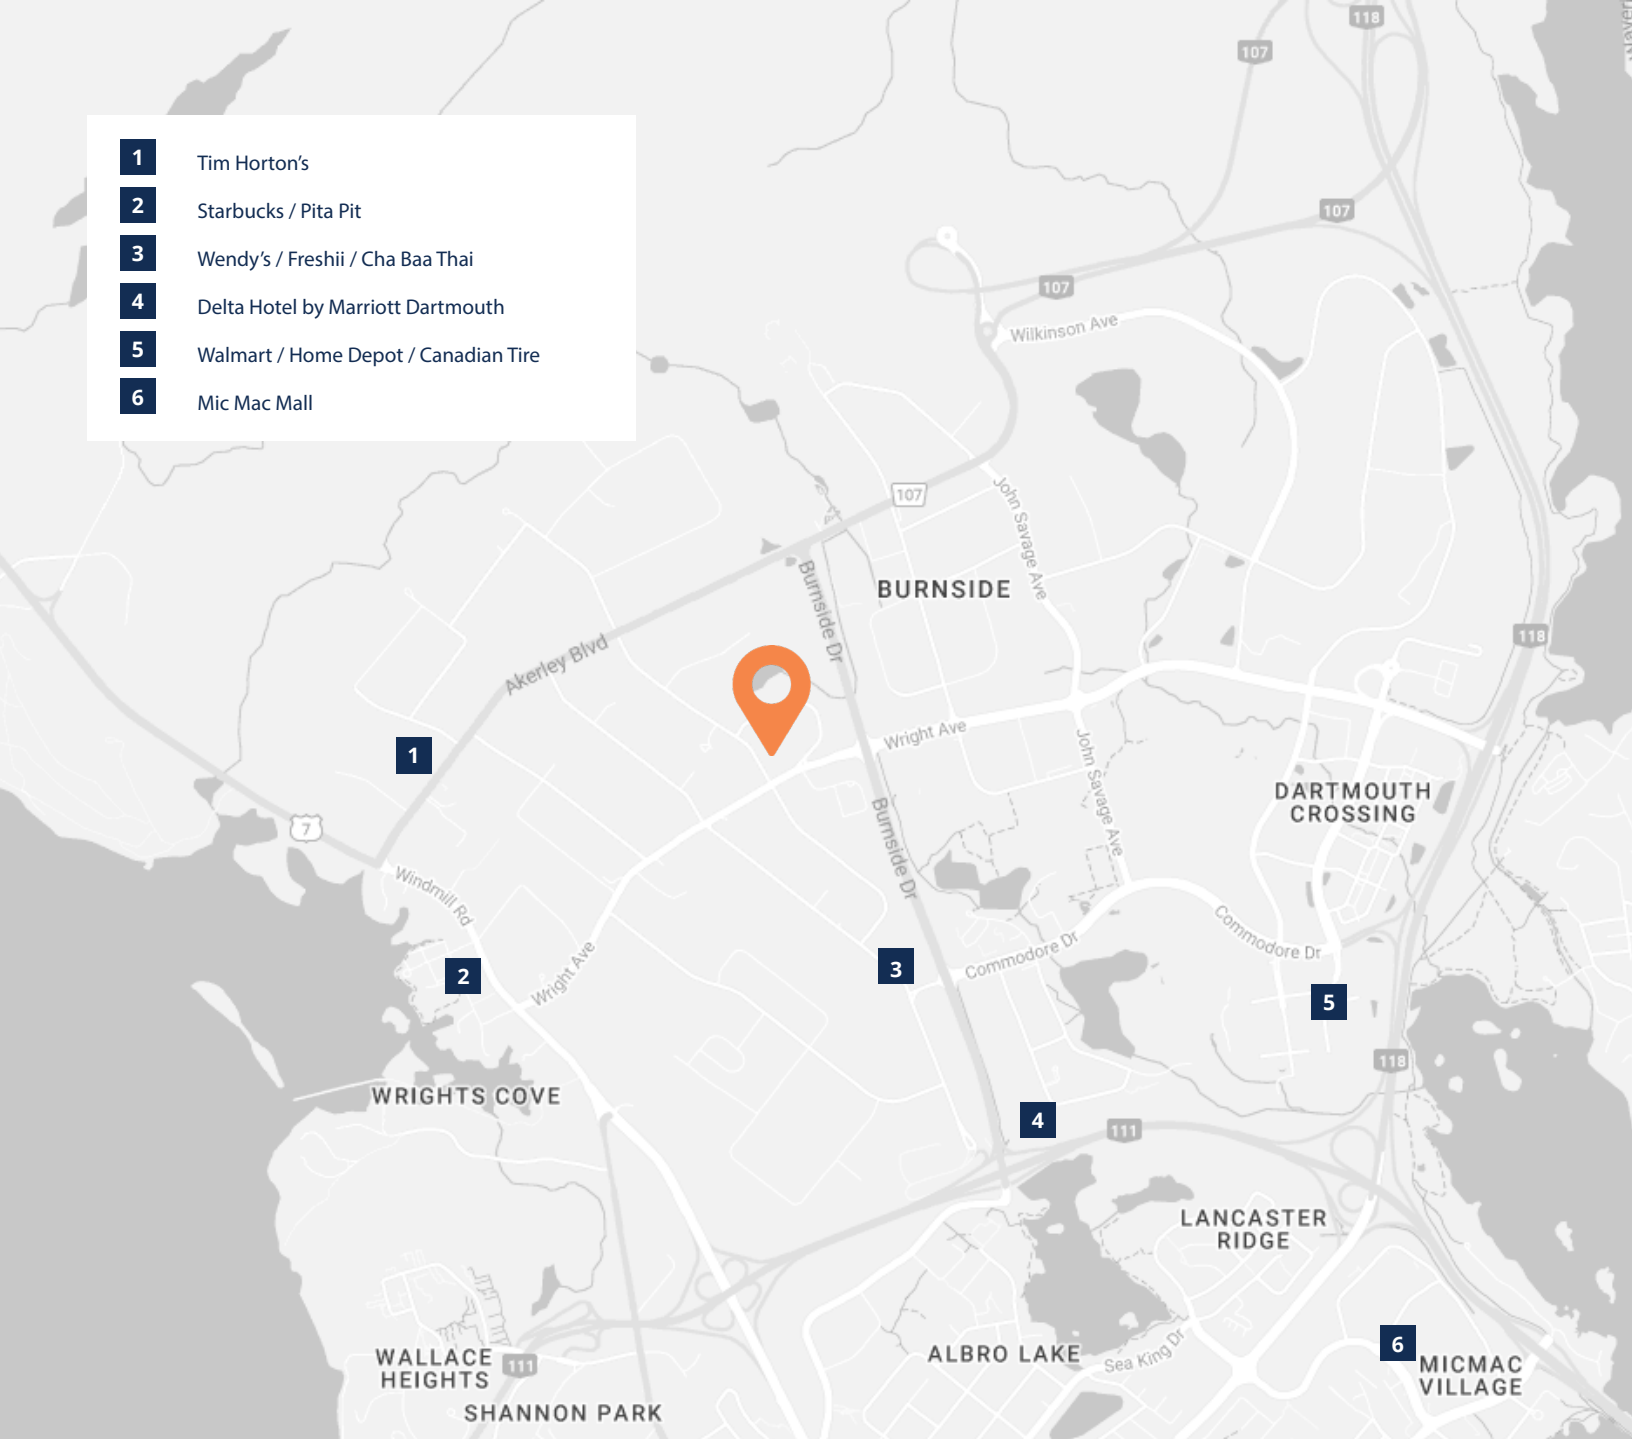 118
107
1 Tim Horton’s
2 Starbucks / Pita Pit
3 Wendy’s / Freshii / Cha Baa Thai
4 Delta Hotel by Marriott Dartmouth
5 Walmart / Home Depot / Canadian Tire
6 Mic Mac Mall
107
107
Wilkinson Ave
107
John Savage Ave
BURNSIDE
Burnside Dr
118
Akerley Blvd
Wright Ave
1
John Savage Ave
DARTMOUTH
CROSSING
7
Burnside Dr
Windmill Rd
Commodore Dr
Commodore Dr
Wright Ave
2
3
5
118
WRIGHTS COVE
4
111
LANCASTER
RIDGE
6
Sea King Dr
ALBRO LAKE
WALLACE
HEIGHTS
111
MICMAC
VILLAGE
SHANNON PARK